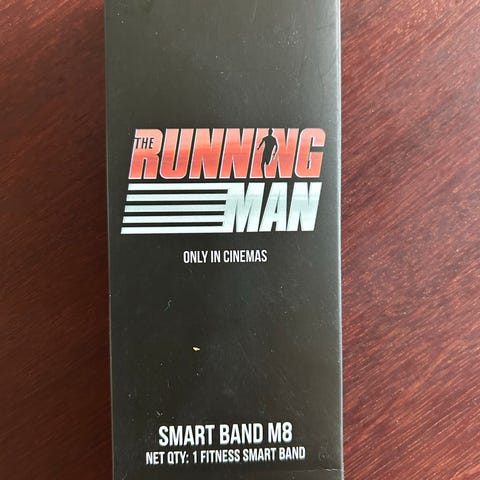 THE
RUNNING
MAN
ONLY IN CINEMAS
SMART BAND M8
NET QTY: 1 FITNESS SMART BAND